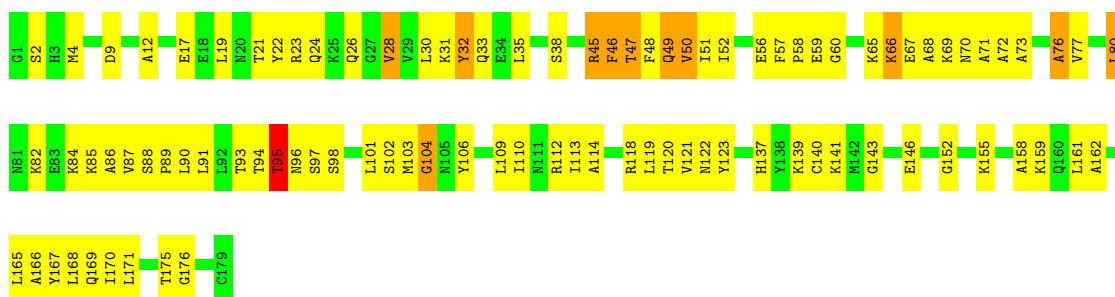 G1 S2 H3 M4 D9 A12 E17 E18 L19 N20 T21 Y22 R23 Q24 K25 Q26 G27 V28 V29 L30 K31 Y32 Q33 E34 L35 S38 R45 F46 T47 F48 Q49 V50 I51 I52 E56 F57 P58 E59 G60 K65 K66 E67 A68 K69 N70 A71 A72 A73 A76 V77 L80
N81 K82 E83 K84 K85 A86 V87 S88 P89 L90 L91 L92 T93 T94 T95 N96 S97 S98 L101 S102 M103 G104 N105 Y106 L109 I110 N111 R112 I113 A114 R118 L119 T120 V121 N122 Y123 H137 Y138 K139 C140 K141 M142 G143 E146 G152 K155 A158 K159 Q160 L161 A162
L165 A166 Y167 L168 Q169 I170 L171 T175 G176 C179